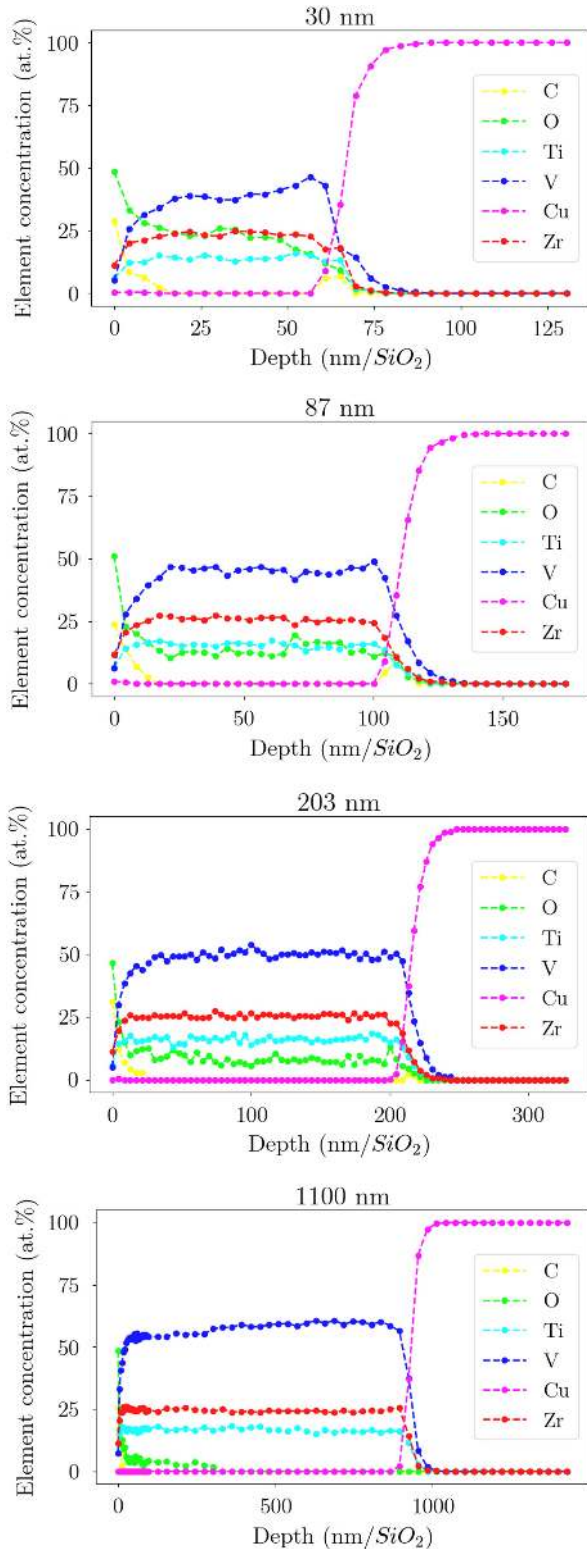 30 nm
Element concentration (at.%)
100
75
50
25
0
C
O
Ti
V
Cu
Zr
0 25 50 75 100 125
Depth (nm/SiO₂)
87 nm
Element concentration (at.%)
100
75
50
25
0
C
O
Ti
V
Cu
Zr
0 50 100 150
Depth (nm/SiO₂)
203 nm
Element concentration (at.%)
100
75
50
25
0
C
O
Ti
V
Cu
Zr
0 100 200 300
Depth (nm/SiO₂)
1100 nm
Element concentration (at.%)
100
75
50
25
0
C
O
Ti
V
Cu
Zr
0 500 1000
Depth (nm/SiO₂)